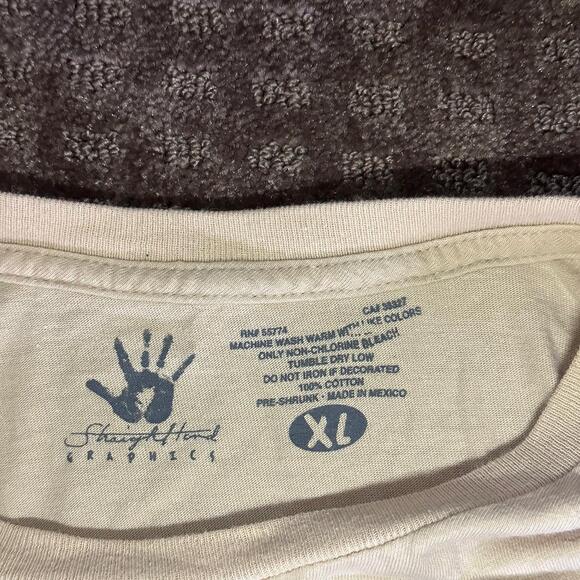 Straight Hand
GRAPHICS
RN# 55774 CA# 38327
MACHINE WASH WARM WITH LIKE COLORS
ONLY NON-CHLORINE BLEACH
TUMBLE DRY LOW
DO NOT IRON IF DECORATED
100% COTTON
PRE-SHRUNK · MADE IN MEXICO
XL